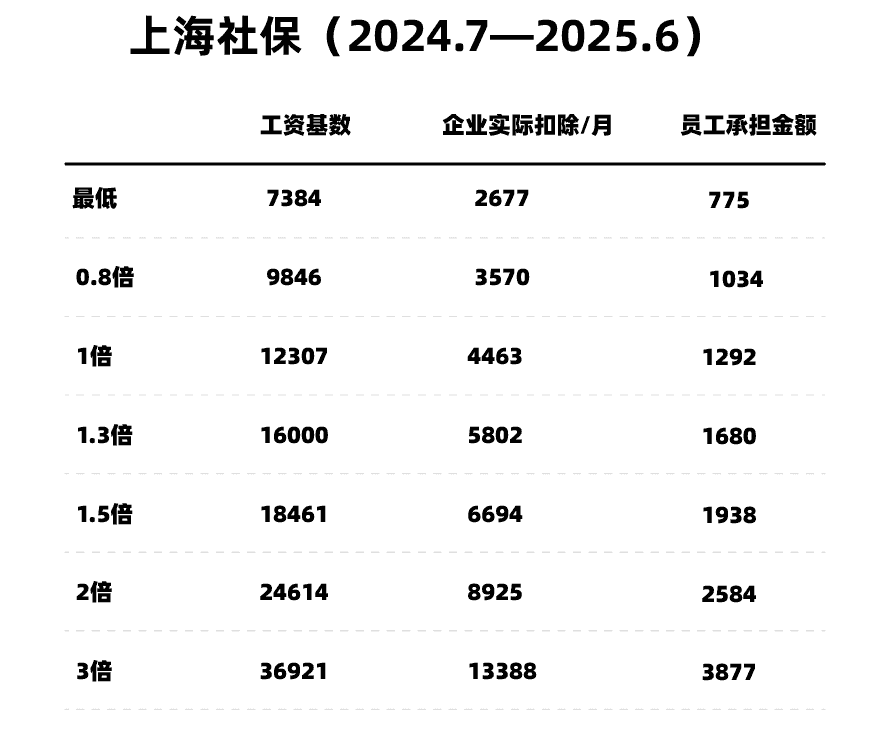 上海社保（2024.7—2025.6）
工资基数 企业实际扣除/月 员工承担金额
最低 7384 2677 775
0.8倍 9846 3570 1034
1倍 12307 4463 1292
1.3倍 16000 5802 1680
1.5倍 18461 6694 1938
2倍 24614 8925 2584
3倍 36921 13388 3877